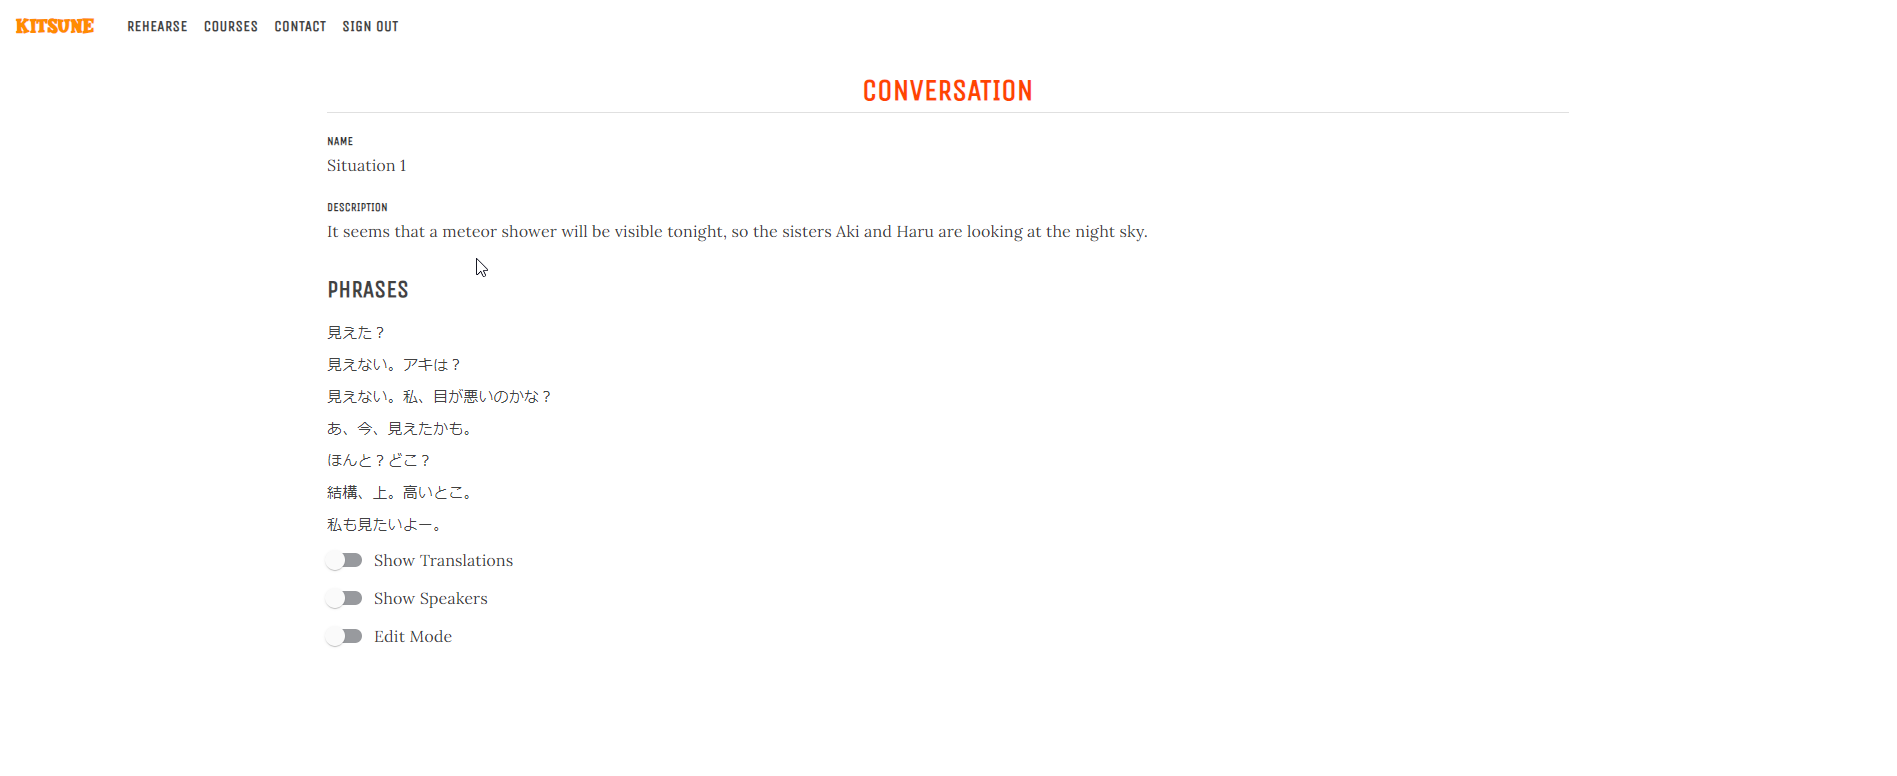 KITSUNE REHEARSE COURSES CONTACT SIGN OUT
CONVERSATION
NAME
Situation 1
DESCRIPTION
It seems that a meteor shower will be visible tonight, so the sisters Aki and Haru are looking at the night sky.
PHRASES
見えた？
見えない。アキは？
見えない。私、目が悪いのかな？
あ、今、見えたかも。
ほんと？どこ？
結構、上。高いとこ。
私も見たいよー。
Show Translations
Show Speakers
Edit Mode